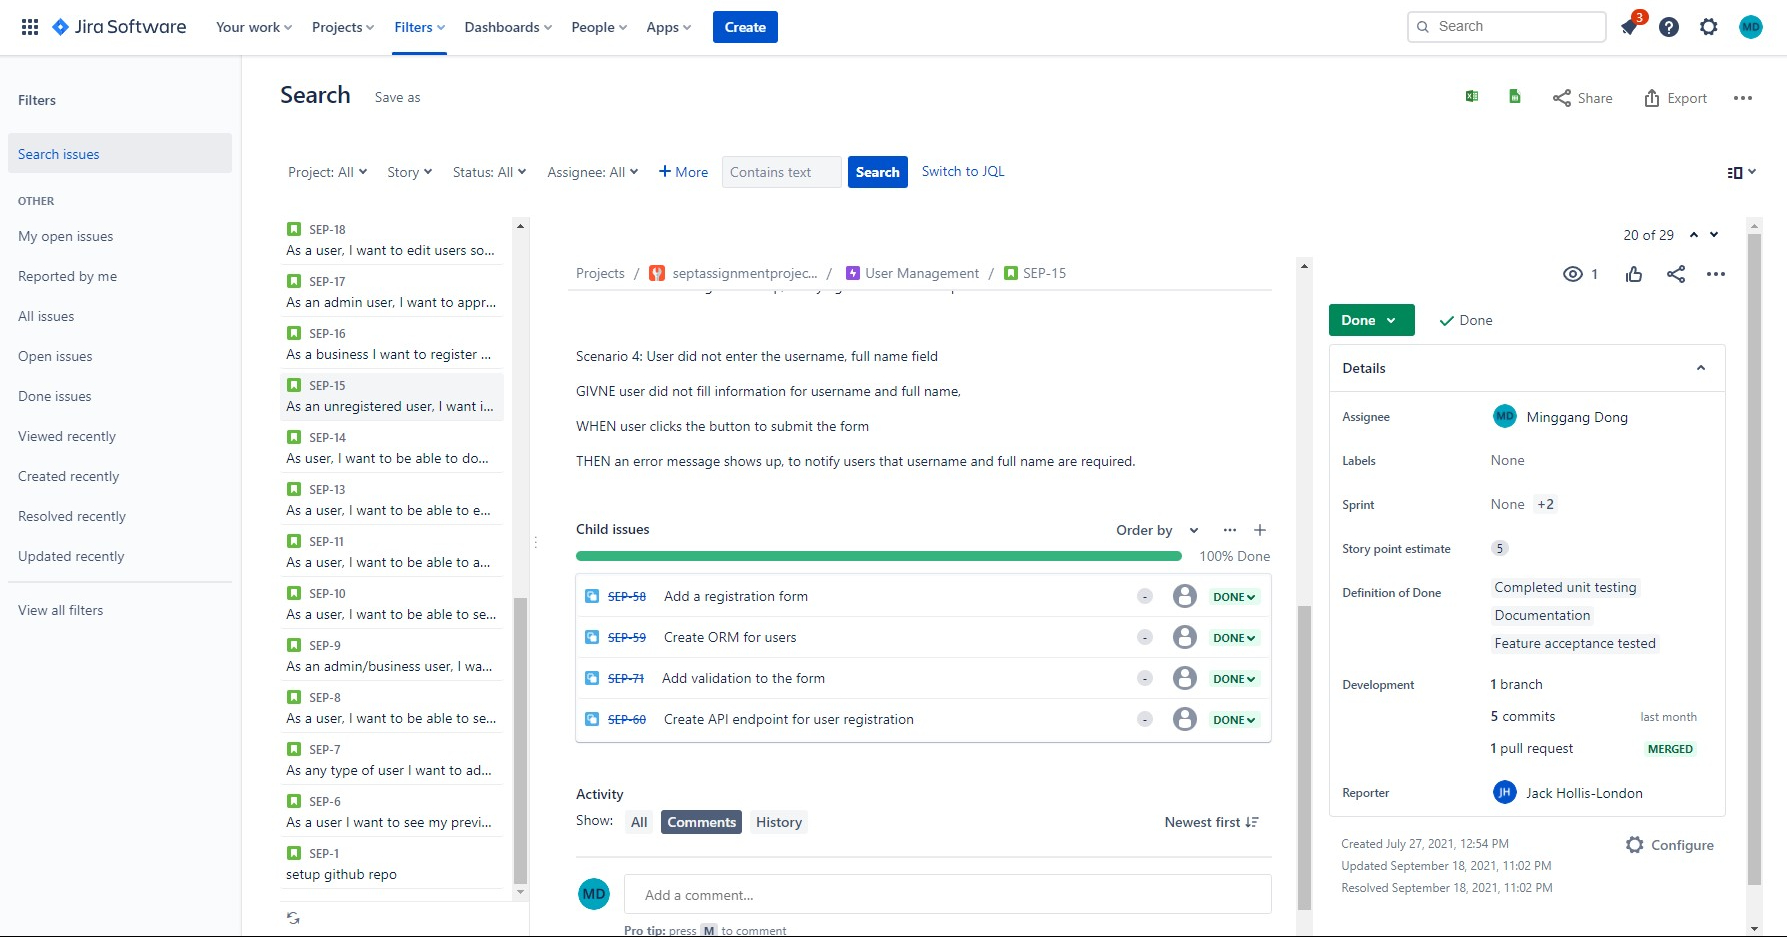 Jira Software
Your work
Projects
Filters
Dashboards
People
Apps
Create
Search
3
MD
Filters
Search issues
OTHER
My open issues
Reported by me
All issues
Open issues
Done issues
Viewed recently
Created recently
Resolved recently
Updated recently
View all filters
Search
Save as
Share
Export
Project: All
Story
Status: All
Assignee: All
+ More
Contains text
Search
Switch to JQL
SEP-18
As a user, I want to edit users so...
SEP-17
As an admin user, I want to appr...
SEP-16
As a business I want to register ...
SEP-15
As an unregistered user, I want i...
SEP-14
As user, I want to be able to do...
SEP-13
As a user, I want to be able to e...
SEP-11
As a user, I want to be able to a...
SEP-10
As a user, I want to be able to se...
SEP-9
As an admin/business user, I wa...
SEP-8
As a user, I want to be able to se...
SEP-7
As any type of user I want to ad...
SEP-6
As a user I want to see my previ...
SEP-1
setup github repo
Projects / septassignmentprojec... / User Management / SEP-15
Scenario 4: User did not enter the username, full name field
GIVNE user did not fill information for username and full name,
WHEN user clicks the button to submit the form
THEN an error message shows up, to notify users that username and full name are required.
Child issues
Order by
100% Done
SEP-58 Add a registration form - DONE
SEP-59 Create ORM for users - DONE
SEP-71 Add validation to the form - DONE
SEP-60 Create API endpoint for user registration - DONE
Activity
Show: All Comments History
Newest first
MD
Add a comment...
Pro tip: press M to comment
20 of 29
1
Done
Done
Details
Assignee MD Minggang Dong
Labels None
Sprint None +2
Story point estimate 5
Definition of Done Completed unit testing
Documentation
Feature acceptance tested
Development 1 branch
5 commits last month
1 pull request MERGED
Reporter JH Jack Hollis-London
Created July 27, 2021, 12:54 PM
Configure
Updated September 18, 2021, 11:02 PM
Resolved September 18, 2021, 11:02 PM